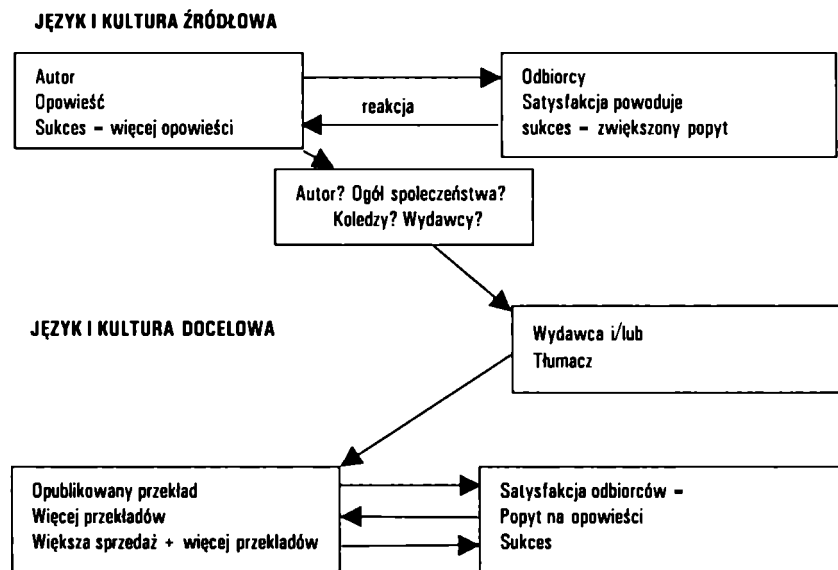 JĘZYK I KULTURA ŹRÓDŁOWA
Autor
Opowieść
Sukces – więcej opowieści
reakcja
Odbiorcy
Satysfakcja powoduje
sukces – zwiększony popyt
Autor? Ogół społeczeństwa?
Koledzy? Wydawcy?
JĘZYK I KULTURA DOCELOWA
Wydawca i/lub
Tłumacz
Opublikowany przekład
Więcej przekładów
Większa sprzedaż + więcej przekładów
Satysfakcja odbiorców –
Popyt na opowieści
Sukces